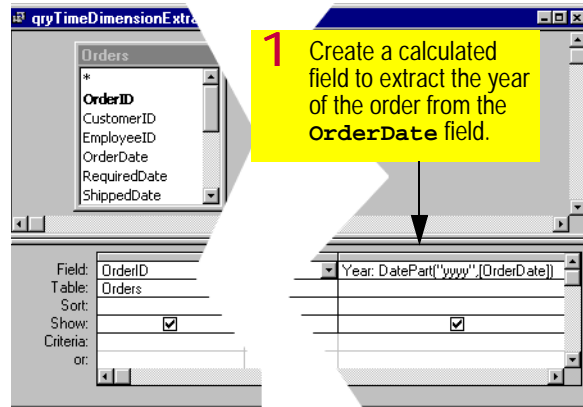 qryTimeDimensionExtra
Orders
*
OrderID
CustomerID
EmployeeID
OrderDate
RequiredDate
ShippedDate
1 Create a calculated
field to extract the year
of the order from the
OrderDate field.
Field: OrderID Year: DatePart("yyyy",[OrderDate])
Table: Orders
Sort:
Show:
Criteria:
or: